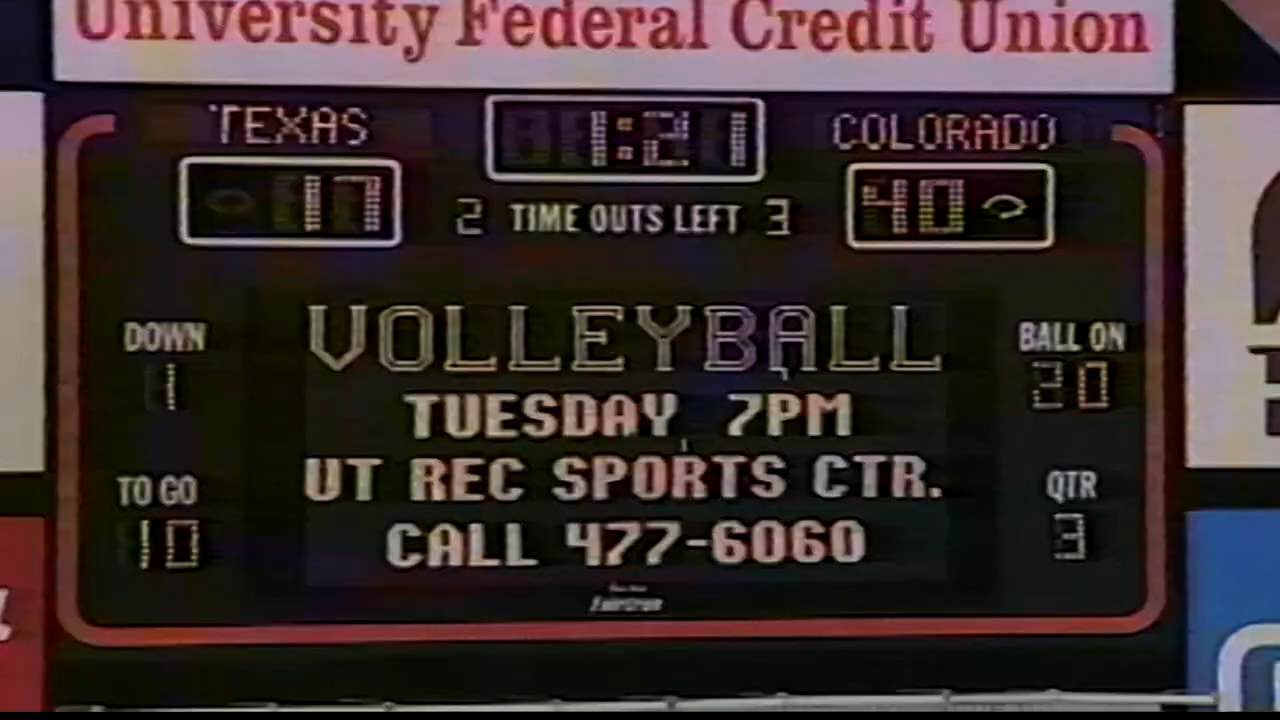 University Federal Credit Union
TEXAS 1:21 COLORADO
17 2 TIME OUTS LEFT 3 40
VOLLEYBALL
DOWN BALL ON
1 20
TUESDAY 7PM
UT REC SPORTS CTR.
TO GO QTR
10 3
CALL 477-6060
Fairtron